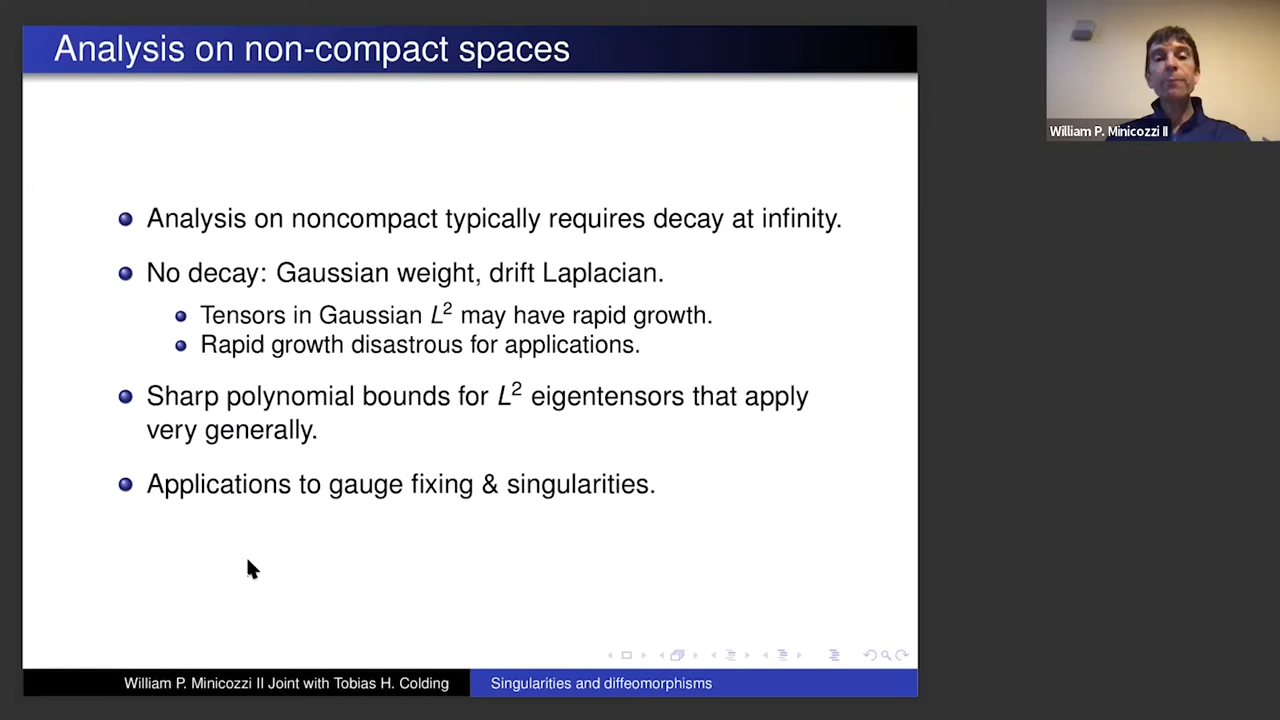 Analysis on non-compact spaces
William P. Minicozzi II
Analysis on noncompact typically requires decay at infinity.
No decay: Gaussian weight, drift Laplacian.
Tensors in Gaussian L² may have rapid growth.
Rapid growth disastrous for applications.
Sharp polynomial bounds for L² eigentensors that apply
very generally.
Applications to gauge fixing & singularities.
William P. Minicozzi II Joint with Tobias H. Colding
Singularities and diffeomorphisms